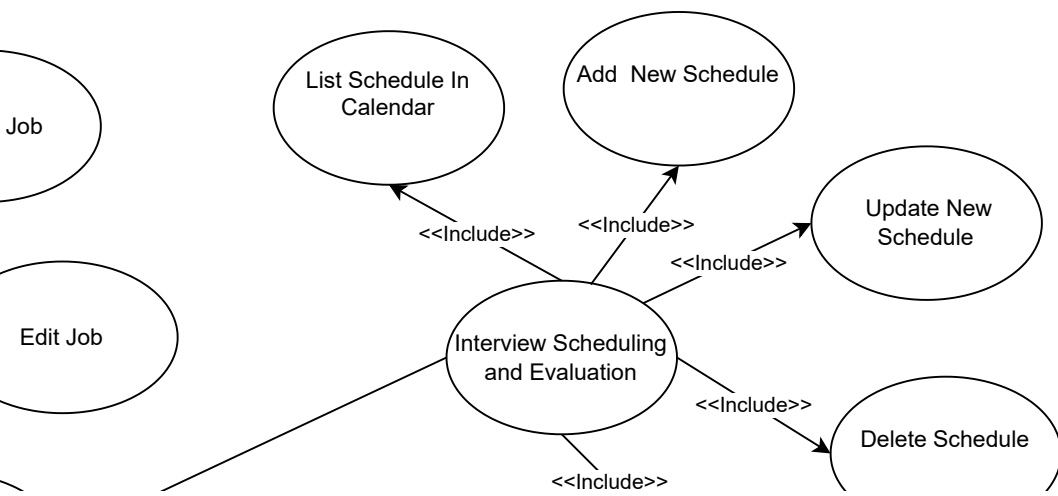 List Schedule In
Calendar
Add New Schedule
Job
Update New
Schedule
<<Include>>
<<Include>>
<<Include>>
Edit Job
Interview Scheduling
and Evaluation
<<Include>>
Delete Schedule
<<Include>>